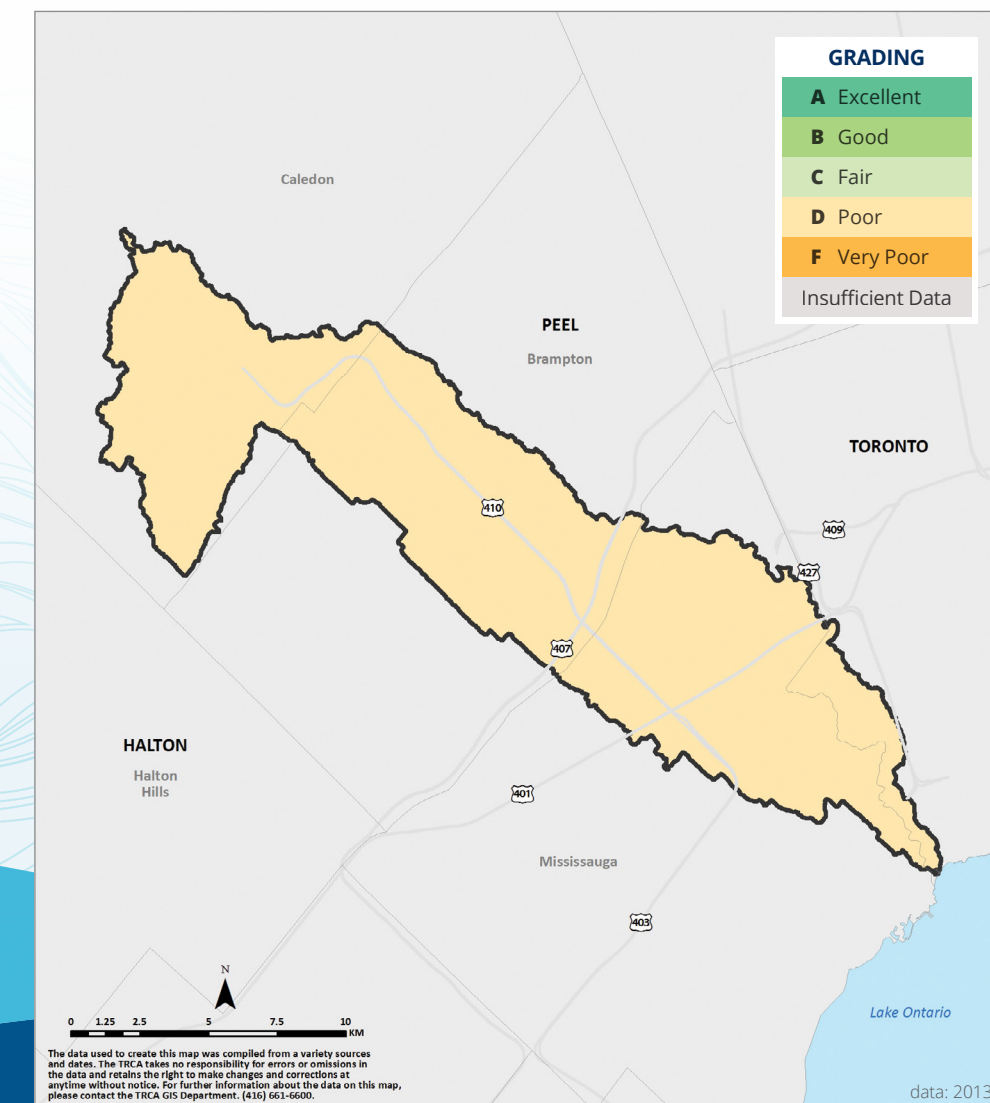 GRADING
A Excellent
B Good
C Fair
D Poor
F Very Poor
Insufficient Data
Caledon
PEEL
Brampton
TORONTO
410
409
427
407
HALTON
Halton
Hills
401
Mississauga
403
N
Lake Ontario
0 1.25 2.5 5 7.5 10
KM
The data used to create this map was compiled from a variety sources
and dates. The TRCA takes no responsibility for errors or omissions in
the data and retains the right to make changes and corrections at
anytime without notice. For further information about the data on this map,
please contact the TRCA GIS Department. (416) 661-6600.
data: 2013